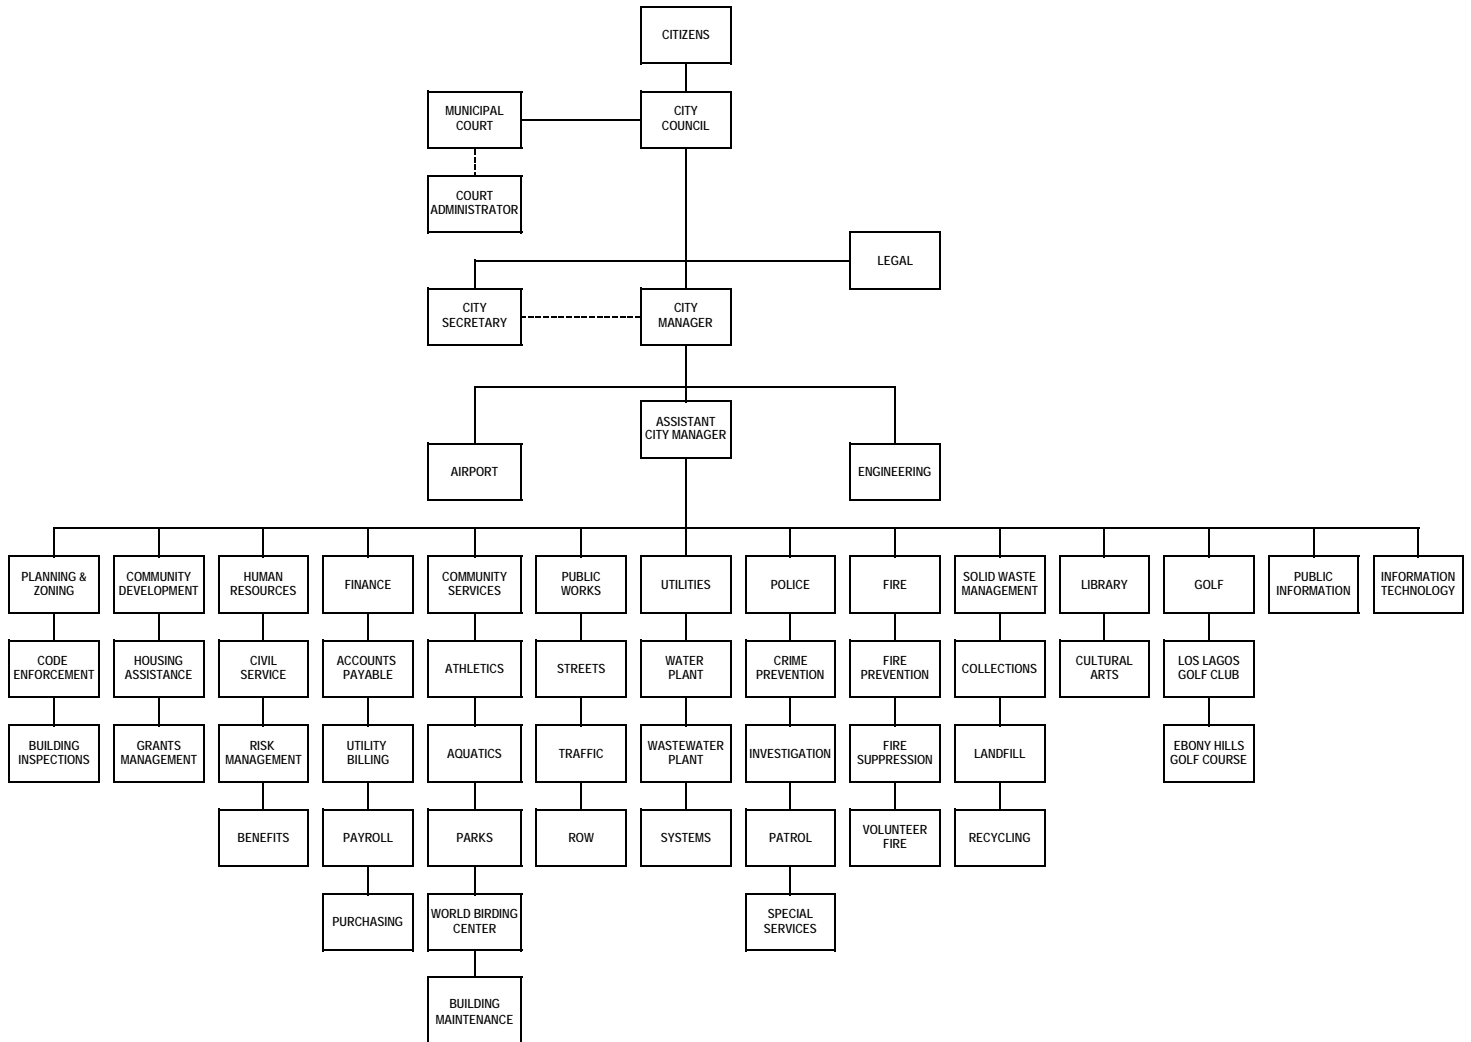 CITIZENS
MUNICIPAL
COURT
CITY
COUNCIL
COURT
ADMINISTRATOR
LEGAL
CITY
SECRETARY
CITY
MANAGER
ASSISTANT
CITY MANAGER
AIRPORT
ENGINEERING
PLANNING &
ZONING
COMMUNITY
DEVELOPMENT
HUMAN
RESOURCES
FINANCE
COMMUNITY
SERVICES
PUBLIC
WORKS
UTILITIES
POLICE
FIRE
SOLID WASTE
MANAGEMENT
LIBRARY
GOLF
PUBLIC
INFORMATION
INFORMATION
TECHNOLOGY
CODE
ENFORCEMENT
HOUSING
ASSISTANCE
CIVIL
SERVICE
ACCOUNTS
PAYABLE
ATHLETICS
STREETS
WATER
PLANT
CRIME
PREVENTION
FIRE
PREVENTION
COLLECTIONS
CULTURAL
ARTS
LOS LAGOS
GOLF CLUB
BUILDING
INSPECTIONS
GRANTS
MANAGEMENT
RISK
MANAGEMENT
UTILITY
BILLING
AQUATICS
TRAFFIC
WASTEWATER
PLANT
INVESTIGATION
FIRE
SUPPRESSION
LANDFILL
EBONY HILLS
GOLF COURSE
BENEFITS
PAYROLL
PARKS
ROW
SYSTEMS
PATROL
VOLUNTEER
FIRE
RECYCLING
PURCHASING
WORLD BIRDING
CENTER
SPECIAL
SERVICES
BUILDING
MAINTENANCE